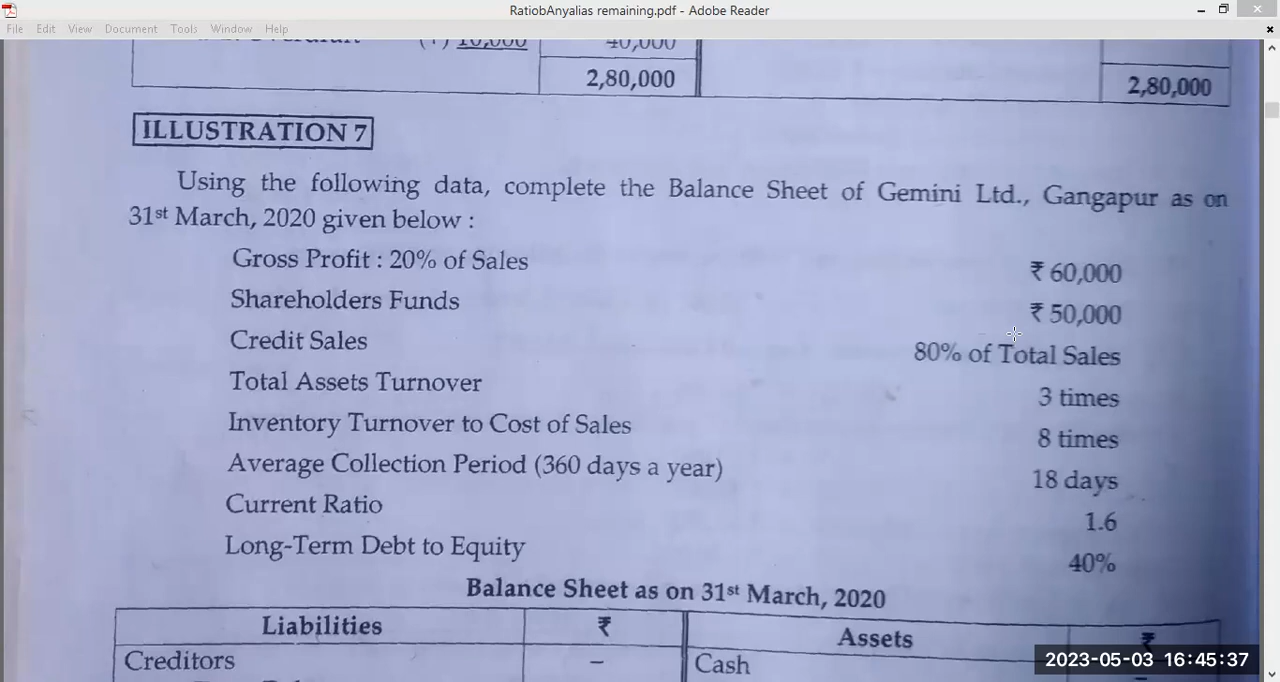 RatiobAnyalias remaining.pdf - Adobe Reader
File Edit View Document Tools Window Help
(+) 10,000 40,000
2,80,000 2,80,000
ILLUSTRATION 7
Using the following data, complete the Balance Sheet of Gemini Ltd., Gangapur as on
31st March, 2020 given below :
Gross Profit : 20% of Sales ₹ 60,000
Shareholders Funds ₹ 50,000
Credit Sales 80% of Total Sales
Total Assets Turnover 3 times
Inventory Turnover to Cost of Sales 8 times
Average Collection Period (360 days a year) 18 days
Current Ratio 1.6
Long-Term Debt to Equity 40%
Balance Sheet as on 31st March, 2020
Liabilities ₹ Assets ₹
Creditors – Cash –
2023-05-03 16:45:37